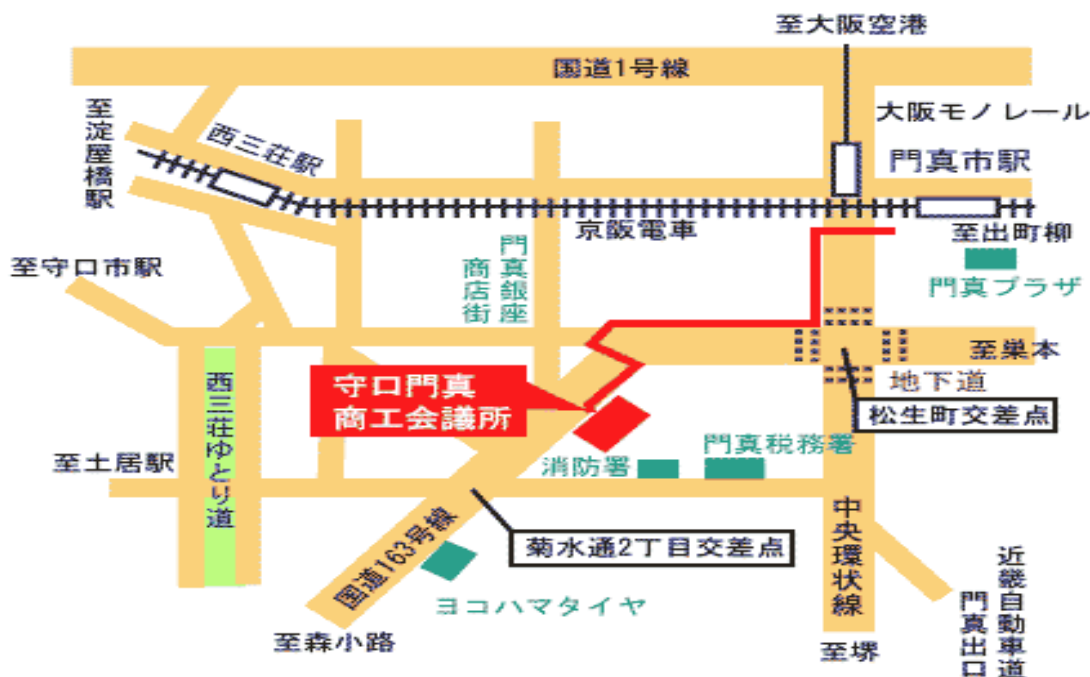 至大阪空港
国道1号線
大阪モノレール
至淀屋橋駅
西三荘駅
門真市駅
京阪電車
至出町柳
門真プラザ
至守口市駅
門真銀座
商店街
至巣本
地下道
守口門真
商工会議所
松生町交差点
西三荘ゆとり道
至土居駅
消防署
門真税務署
国道163号線
菊水通2丁目交差点
中央環状線
近畿自動車道
門真出口
ヨコハマタイヤ
至森小路
至堺